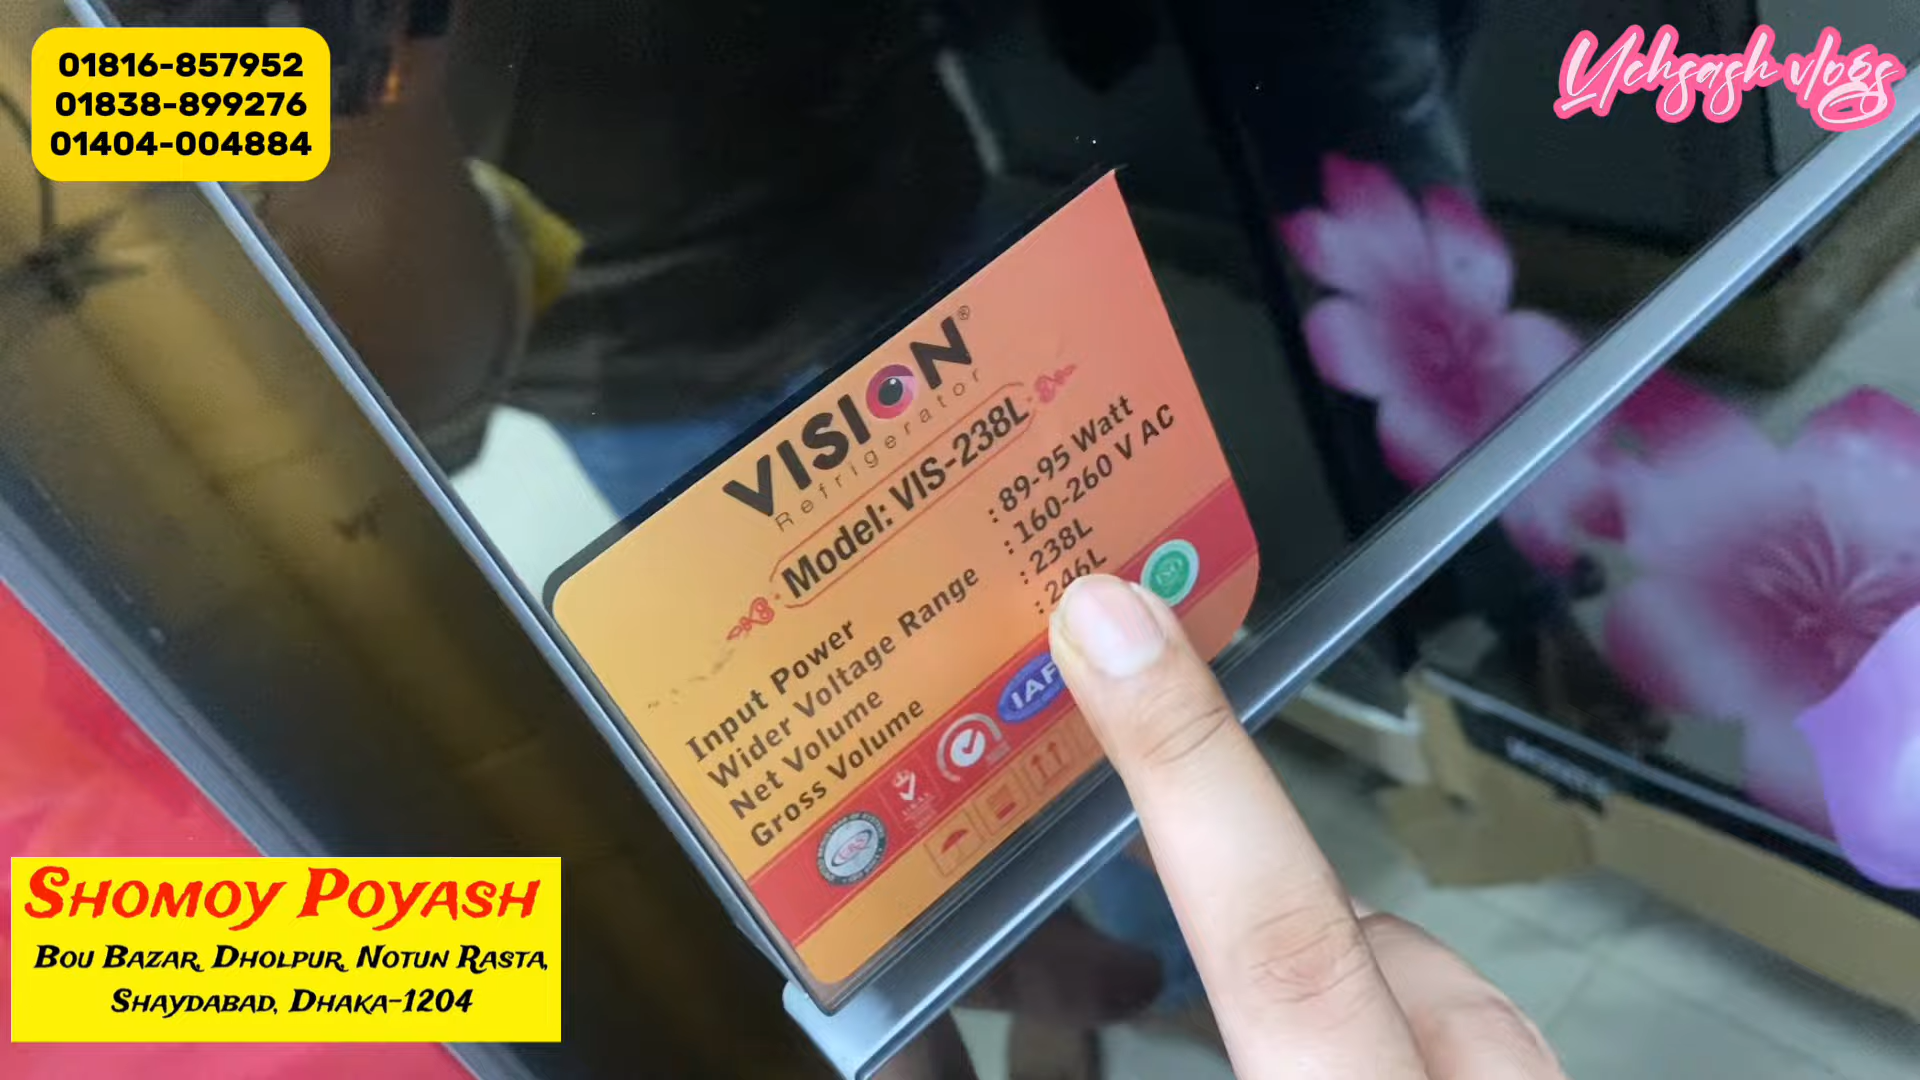 01816-857952
01838-899276
01404-004884
Uchsash vlogs
VISION®
Refrigerator
Model: VIS-238L
Input Power : 89-95 Watt
Wider Voltage Range : 160-260 V AC
Net Volume : 238L
Gross Volume : 246L
IAF
ISO
SHOMOY POYASH
BOU BAZAR, DHOLPUR, NOTUN RASTA,
SHAYDABAD, DHAKA-1204